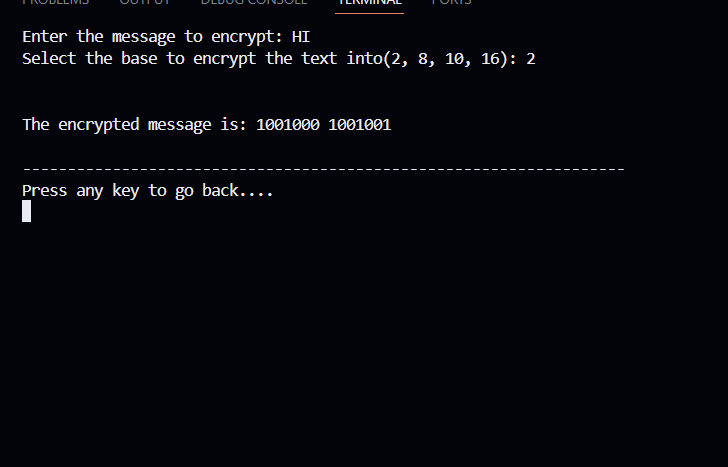 PROBLEMS OUTPUT DEBUG CONSOLE TERMINAL PORTS
Enter the message to encrypt: HI
Select the base to encrypt the text into(2, 8, 10, 16): 2
The encrypted message is: 1001000 1001001
-------------------------------------------------------------------
Press any key to go back....